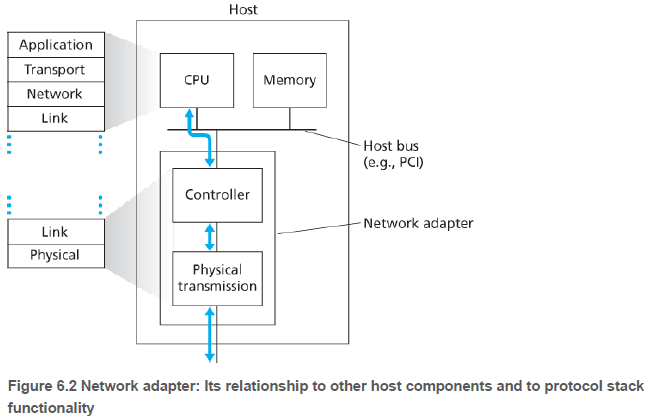 Host
Application
Transport
Network
Link
CPU
Memory
Host bus
(e.g., PCI)
Controller
Network adapter
Link
Physical
Physical
transmission
Figure 6.2 Network adapter: Its relationship to other host components and to protocol stack
functionality